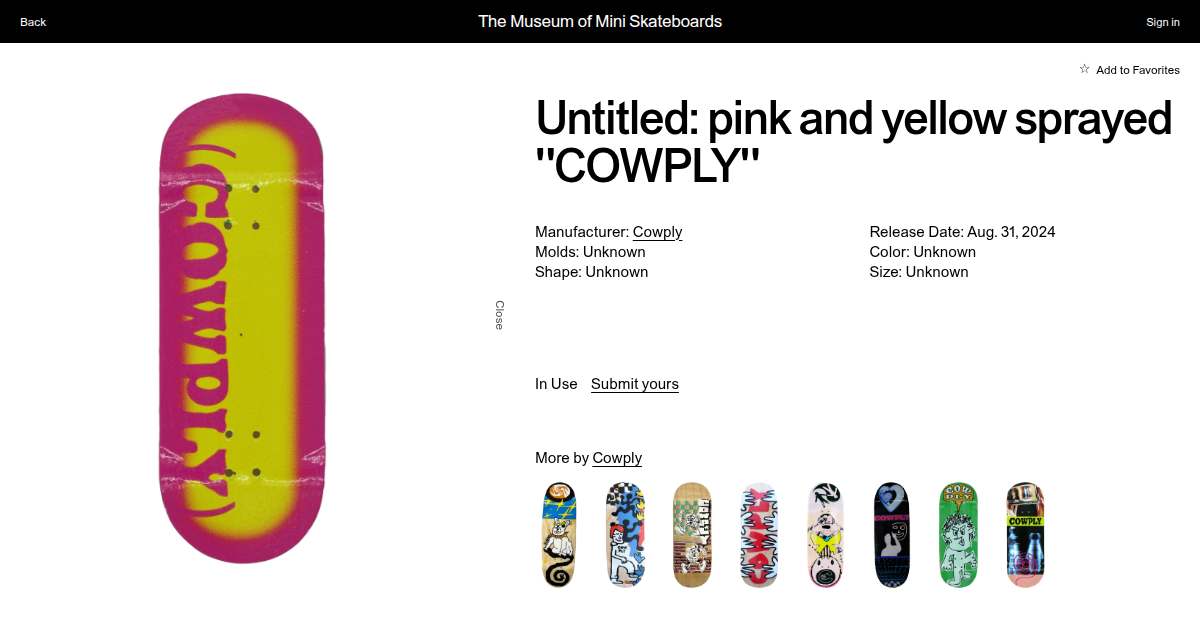 Back
The Museum of Mini Skateboards
Sign in
☆ Add to Favorites
(COWPLY)
Untitled: pink and yellow sprayed
"COWPLY"
Manufacturer: Cowply
Release Date: Aug. 31, 2024
Molds: Unknown
Color: Unknown
Shape: Unknown
Size: Unknown
Close
In Use Submit yours
More by Cowply
COWPLY
COW
PLY
COWPLY